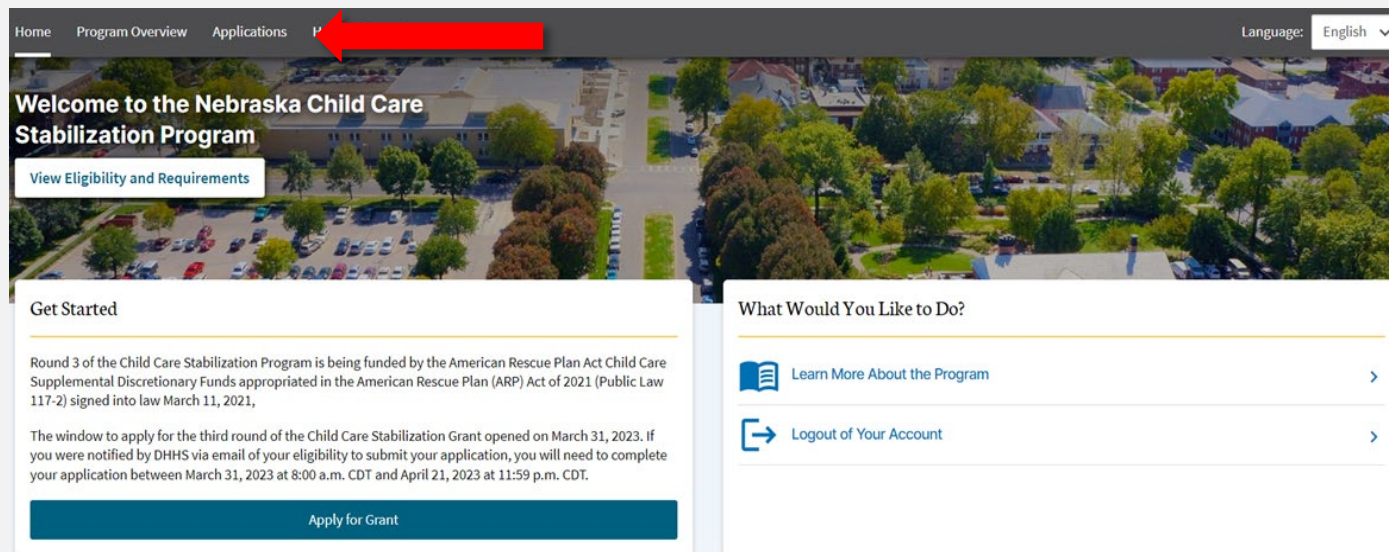 Home Program Overview Applications
Language: English
Welcome to the Nebraska Child Care
Stabilization Program
View Eligibility and Requirements
Get Started
Round 3 of the Child Care Stabilization Program is being funded by the American Rescue Plan Act Child Care
Supplemental Discretionary Funds appropriated in the American Rescue Plan (ARP) Act of 2021 (Public Law
117-2) signed into law March 11, 2021,
The window to apply for the third round of the Child Care Stabilization Grant opened on March 31, 2023. If
you were notified by DHHS via email of your eligibility to submit your application, you will need to complete
your application between March 31, 2023 at 8:00 a.m. CDT and April 21, 2023 at 11:59 p.m. CDT.
Apply for Grant
What Would You Like to Do?
Learn More About the Program
Logout of Your Account